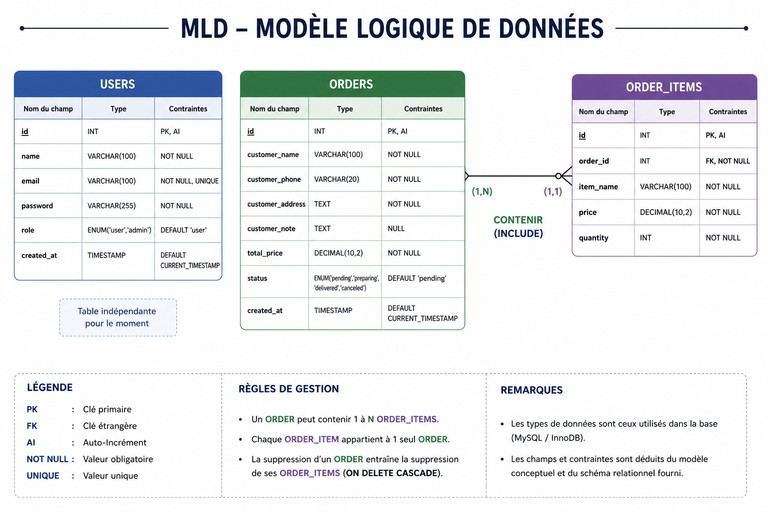 MLD – MODÈLE LOGIQUE DE DONNÉES
USERS
Nom du champ Type Contraintes
id INT PK, AI
name VARCHAR(100) NOT NULL
email VARCHAR(100) NOT NULL, UNIQUE
password VARCHAR(255) NOT NULL
role ENUM('user','admin') DEFAULT 'user'
created_at TIMESTAMP DEFAULT
CURRENT_TIMESTAMP
Table indépendante
pour le moment
ORDERS
Nom du champ Type Contraintes
id INT PK, AI
customer_name VARCHAR(100) NOT NULL
customer_phone VARCHAR(20) NOT NULL
customer_address TEXT NOT NULL
customer_note TEXT NULL
total_price DECIMAL(10,2) NOT NULL
status ENUM('pending','preparing', DEFAULT 'pending'
'delivered','canceled')
created_at TIMESTAMP DEFAULT
CURRENT_TIMESTAMP
(1,N) (1,1)
CONTENIR
(INCLUDE)
ORDER_ITEMS
Nom du champ Type Contraintes
id INT PK, AI
order_id INT FK, NOT NULL
item_name VARCHAR(100) NOT NULL
price DECIMAL(10,2) NOT NULL
quantity INT NOT NULL
LÉGENDE
PK : Clé primaire
FK : Clé étrangère
AI : Auto-Incrément
NOT NULL : Valeur obligatoire
UNIQUE : Valeur unique
RÈGLES DE GESTION
• Un ORDER peut contenir 1 à N ORDER_ITEMS.
• Chaque ORDER_ITEM appartient à 1 seul ORDER.
• La suppression d'un ORDER entraîne la suppression
de ses ORDER_ITEMS (ON DELETE CASCADE).
REMARQUES
• Les types de données sont ceux utilisés dans la base
(MySQL / InnoDB).
• Les champs et contraintes sont déduits du modèle
conceptuel et du schéma relationnel fourni.